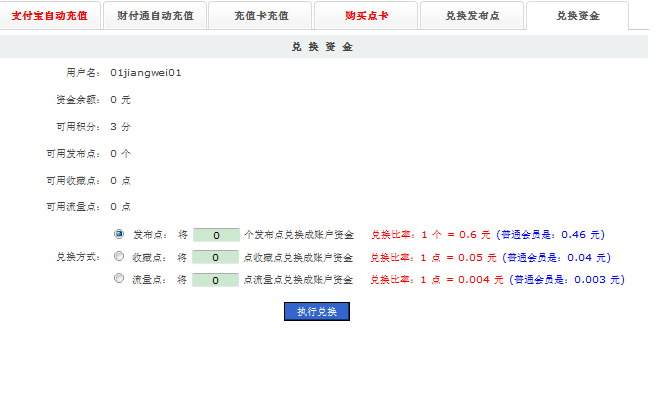 支付宝自动充值 财付通自动充值 充值卡充值 购买点卡 兑换发布点 兑换资金
兑 换 资 金
用户名： 01jiangwei01
资金余额： 0 元
可用积分： 3 分
可用发布点： 0 个
可用收藏点： 0 点
可用流量点： 0 点
发布点： 将 0 个发布点兑换成账户资金 兑换比率：1 个 = 0.6 元 (普通会员是：0.46 元)
兑换方式： 收藏点： 将 0 点收藏点兑换成账户资金 兑换比率：1 点 = 0.05 元 (普通会员是：0.04 元)
流量点： 将 0 点流量点兑换成账户资金 兑换比率：1 点 = 0.004 元 (普通会员是：0.003 元)
执行兑换